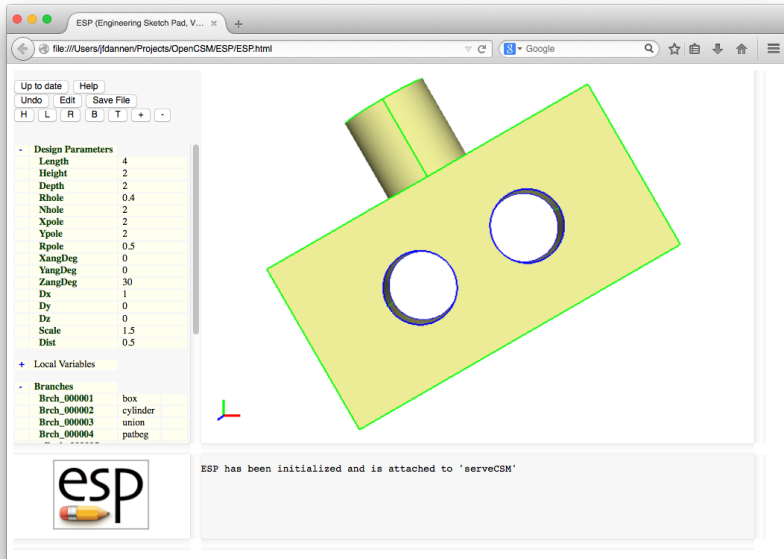 ESP (Engineering Sketch Pad, V... × +
file:///Users/jfdannen/Projects/OpenCSM/ESP/ESP.html
Google
Up to date Help
Undo Edit Save File
H L R B T + -
- Design Parameters
Length 4
Height 2
Depth 2
Rhole 0.4
Nhole 2
Xpole 2
Ypole 2
Rpole 0.5
XangDeg 0
YangDeg 0
ZangDeg 30
Dx 1
Dy 0
Dz 0
Scale 1.5
Dist 0.5
+ Local Variables
- Branches
Brch_000001 box
Brch_000002 cylinder
Brch_000003 union
Brch_000004 patbeg
esp
ESP has been initialized and is attached to 'serveCSM'